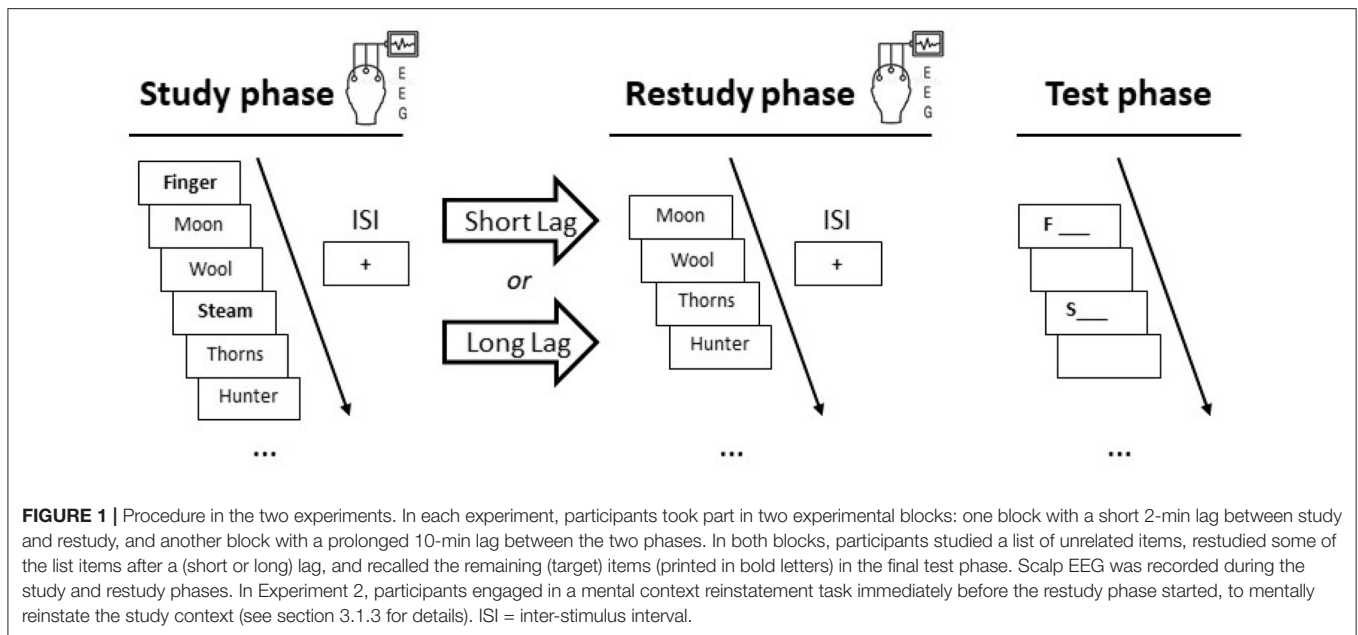 Study phase
E
E
G
Restudy phase
E
E
G
Test phase
Finger
Moon
Wool
Steam
Thorns
Hunter
...
ISI
+
Short Lag
or
Long Lag
Moon
Wool
Thorns
Hunter
...
ISI
+
F ___
S___
...
FIGURE 1 | Procedure in the two experiments. In each experiment, participants took part in two experimental blocks: one block with a short 2-min lag between study
and restudy, and another block with a prolonged 10-min lag between the two phases. In both blocks, participants studied a list of unrelated items, restudied some of
the list items after a (short or long) lag, and recalled the remaining (target) items (printed in bold letters) in the final test phase. Scalp EEG was recorded during the
study and restudy phases. In Experiment 2, participants engaged in a mental context reinstatement task immediately before the restudy phase started, to mentally
reinstate the study context (see section 3.1.3 for details). ISI = inter-stimulus interval.